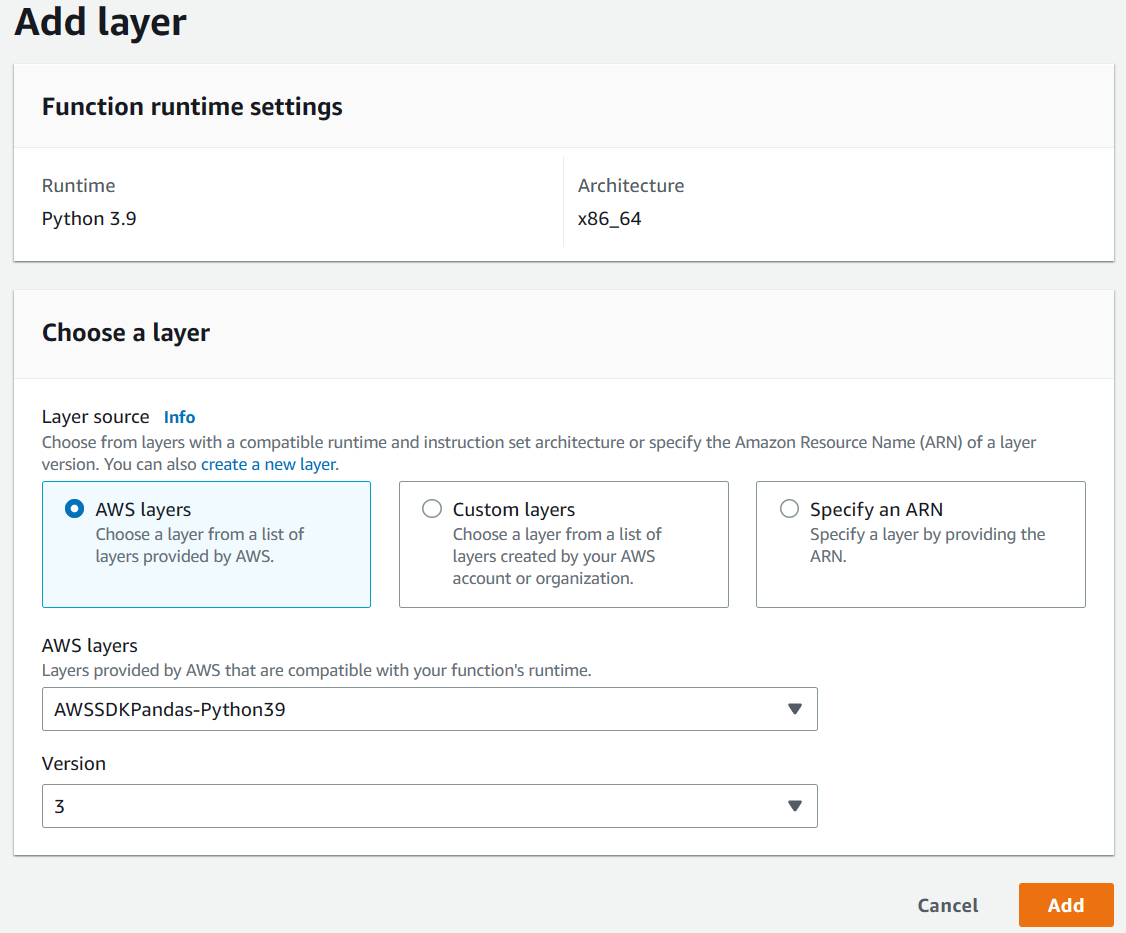 Add layer
Function runtime settings
Runtime
Python 3.9
Architecture
x86_64
Choose a layer
Layer source Info
Choose from layers with a compatible runtime and instruction set architecture or specify the Amazon Resource Name (ARN) of a layer
version. You can also create a new layer.
AWS layers
Choose a layer from a list of
layers provided by AWS.
Custom layers
Choose a layer from a list of
layers created by your AWS
account or organization.
Specify an ARN
Specify a layer by providing the
ARN.
AWS layers
Layers provided by AWS that are compatible with your function's runtime.
AWSSDKPandas-Python39
Version
3
Cancel
Add